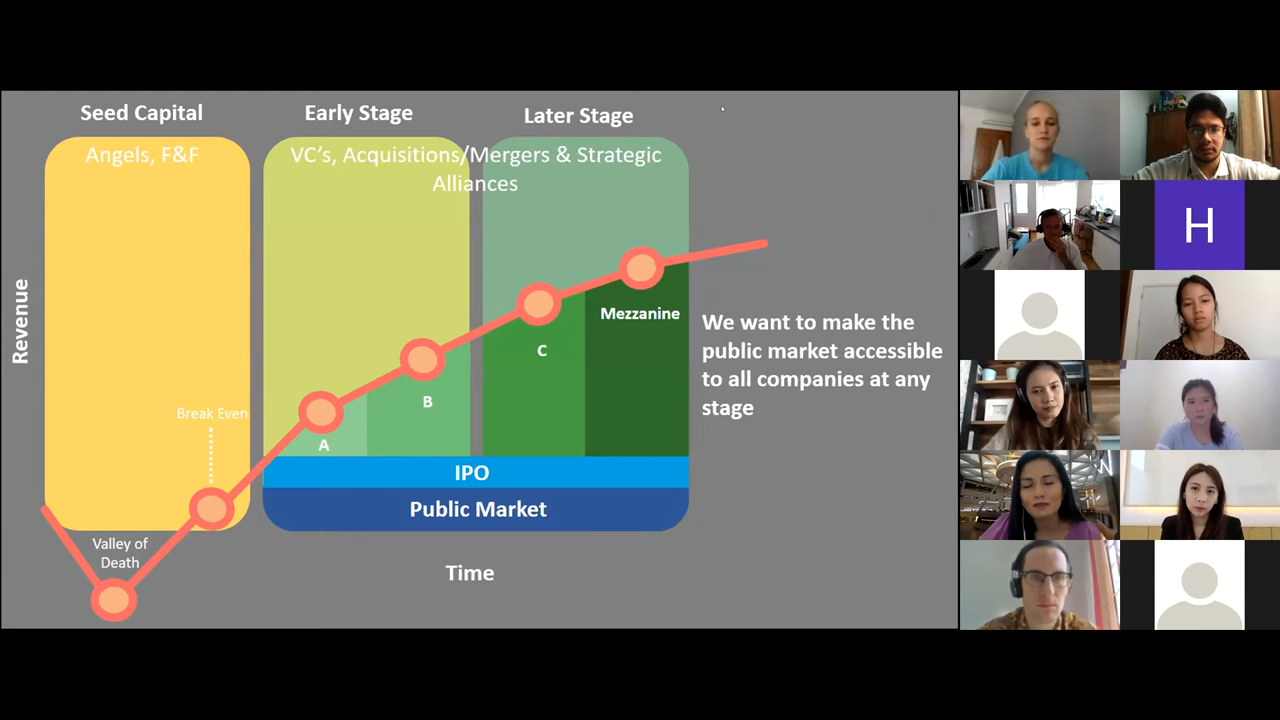 Seed Capital
Early Stage
Later Stage
Angels, F&F
VC's, Acquisitions/Mergers & Strategic
Alliances
Revenue
Break Even
Valley of
Death
A
B
C
Mezzanine
IPO
Public Market
Time
We want to make the
public market accessible
to all companies at any
stage
H
N